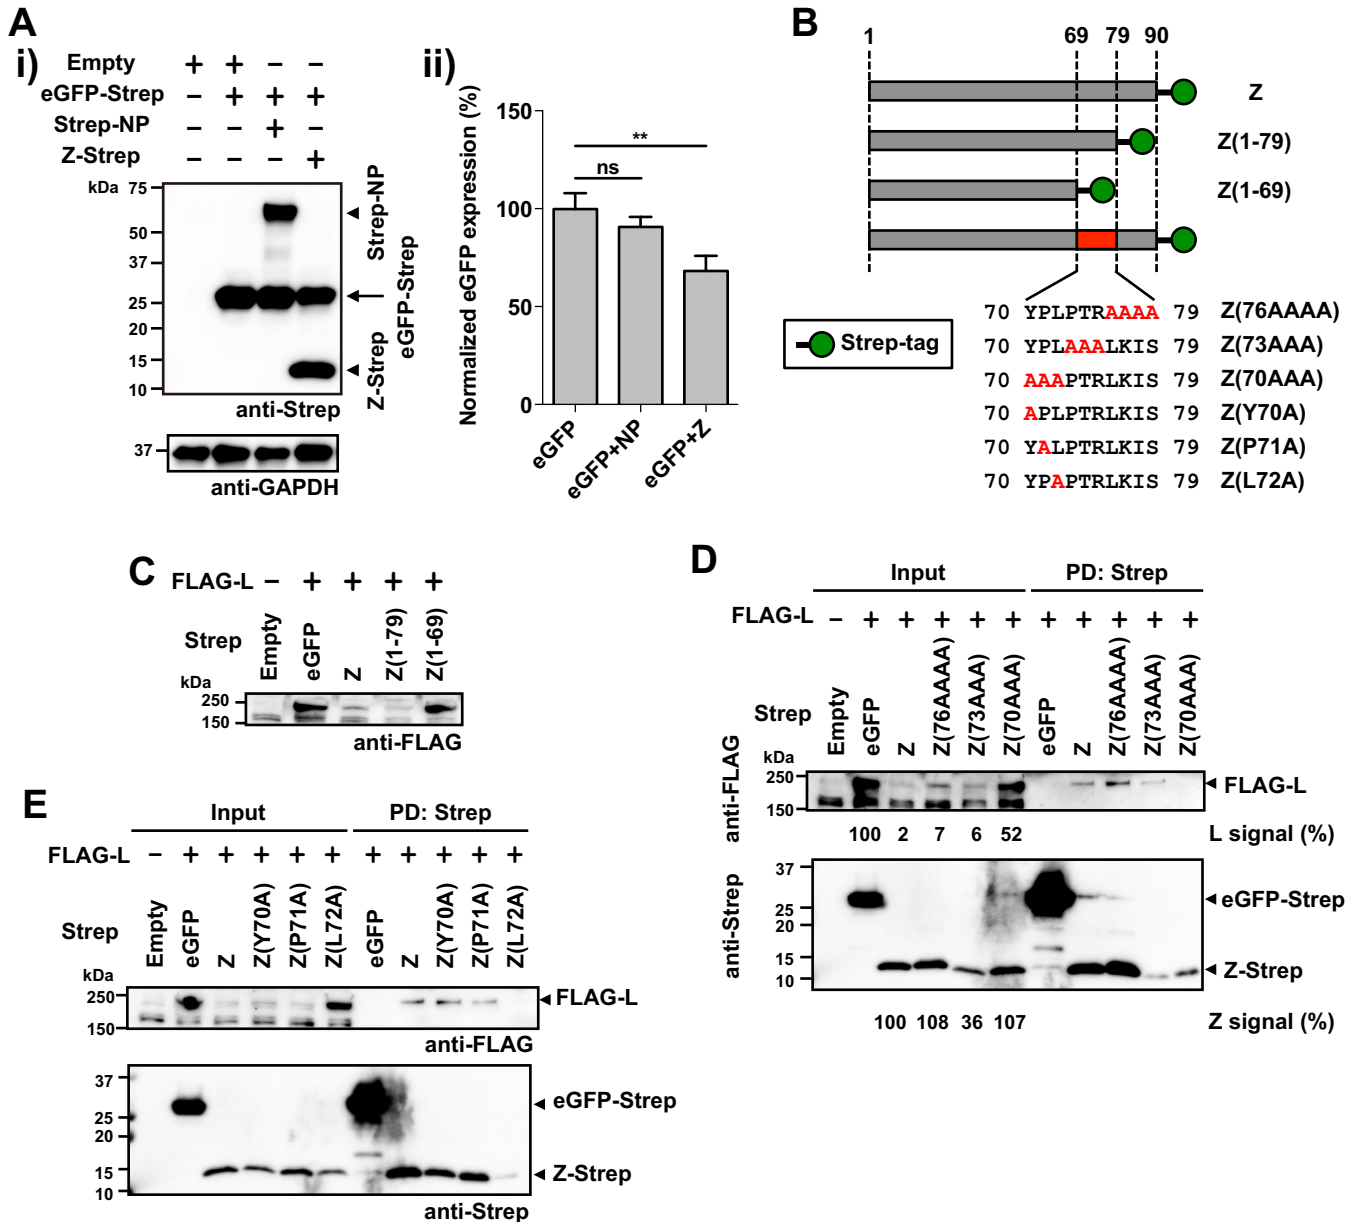 A
i)
Empty + + – –
eGFP-Strep – + + +
Strep-NP – – + –
Z-Strep – – – +
kDa
75
50
37
25
20
15
10
Strep-NP
eGFP-Strep
Z-Strep
anti-Strep
37
anti-GAPDH
ii)
Normalized eGFP expression (%)
150
100
50
0
**
ns
eGFP
eGFP+NP
eGFP+Z
B
1 69 79 90
Z
Z(1-79)
Z(1-69)
Strep-tag
70 YPLPTRAAAA 79 Z(76AAAA)
70 YPLAAALKIS 79 Z(73AAA)
70 AAAPTRLKIS 79 Z(70AAA)
70 APLPTRLKIS 79 Z(Y70A)
70 YALPTRLKIS 79 Z(P71A)
70 YPAPTRLKIS 79 Z(L72A)
C
FLAG-L – + + + +
Strep
Empty
eGFP
Z
Z(1-79)
Z(1-69)
kDa
250
150
anti-FLAG
D
Input PD: Strep
FLAG-L – + + + + + + + + + +
Strep
Empty
eGFP
Z
Z(76AAAA)
Z(73AAA)
Z(70AAA)
eGFP
Z
Z(76AAAA)
Z(73AAA)
Z(70AAA)
kDa
250
150
anti-FLAG
FLAG-L
100 2 7 6 52 L signal (%)
anti-Strep
37
25
20
15
10
eGFP-Strep
Z-Strep
100 108 36 107 Z signal (%)
E
Input PD: Strep
FLAG-L – + + + + + + + + + +
Strep
Empty
eGFP
Z
Z(Y70A)
Z(P71A)
Z(L72A)
eGFP
Z
Z(Y70A)
Z(P71A)
Z(L72A)
kDa
250
150
FLAG-L
anti-FLAG
37
25
20
15
10
eGFP-Strep
Z-Strep
anti-Strep